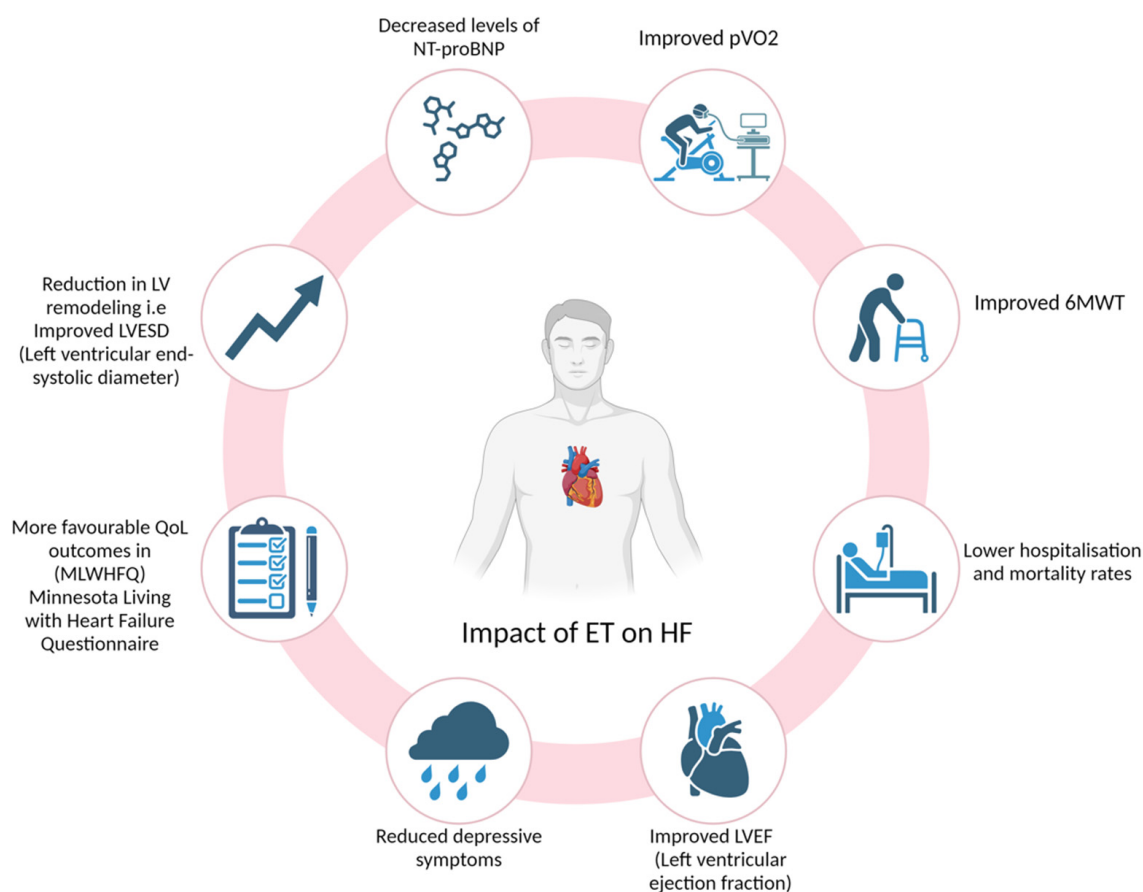 Decreased levels of
NT-proBNP
Improved pVO2
Reduction in LV
remodeling i.e
Improved LVESD
(Left ventricular end-
systolic diameter)
Improved 6MWT
More favourable QoL
outcomes in
(MLWHFQ)
Minnesota Living
with Heart Failure
Questionnaire
Lower hospitalisation
and mortality rates
Impact of ET on HF
Reduced depressive
symptoms
Improved LVEF
(Left ventricular
ejection fraction)